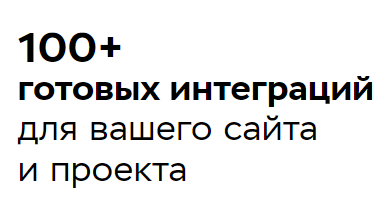 100+
готовых интеграций
для вашего сайта
и проекта